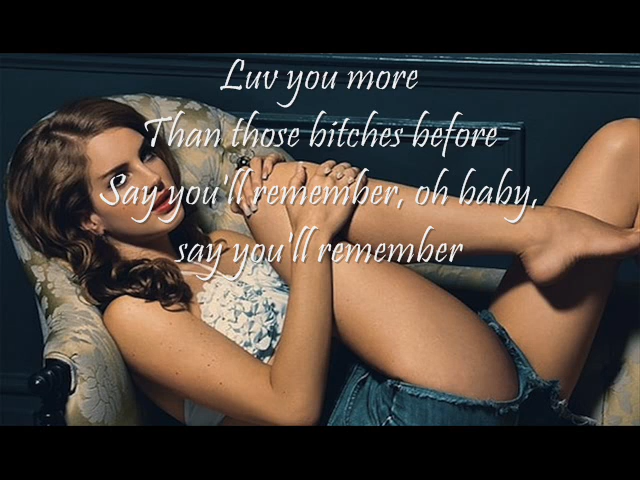 Luv you more
Than those bitches before
Say you'll remember, oh baby,
say you'll remember